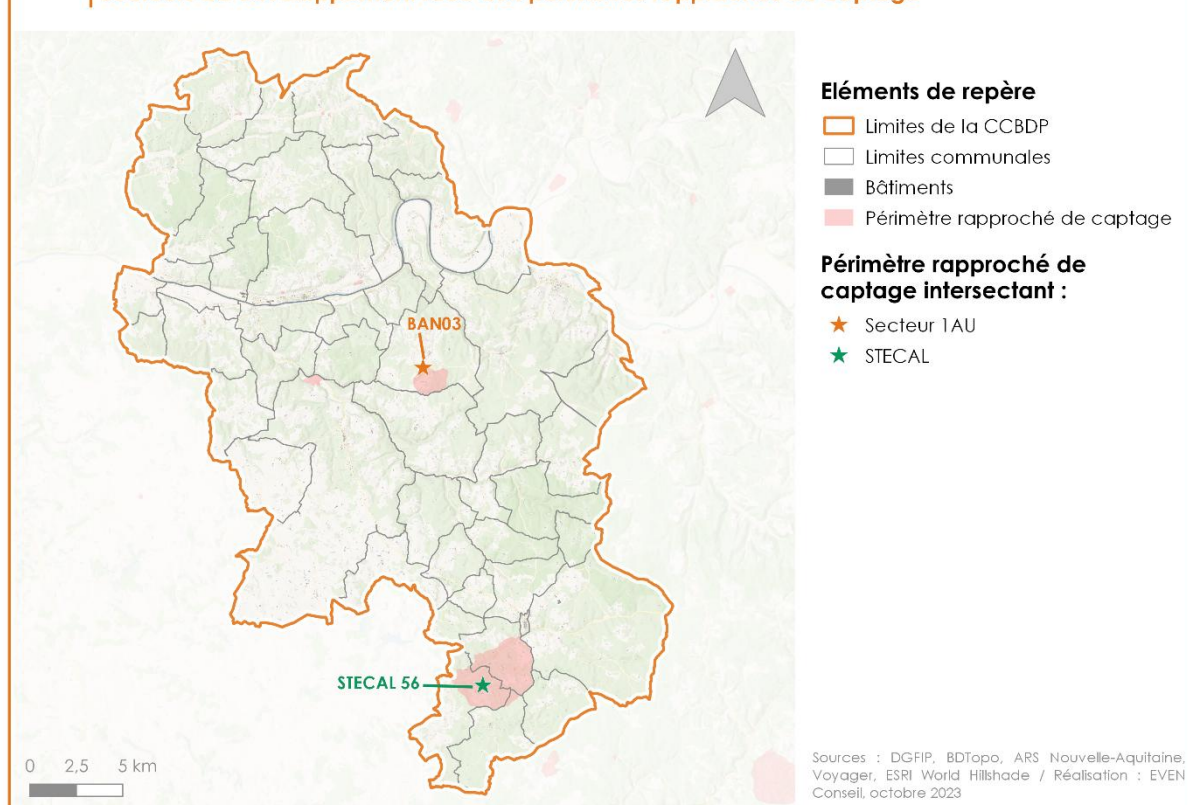 Eléments de repère
Limites de la CCBDP
Limites communales
Bâtiments
Périmètre rapproché de captage
Périmètre rapproché de
captage intersectant :
Secteur 1AU
STECAL
BAN03
STECAL 56
0 2,5 5 km
Sources : DGFIP, BDTopo, ARS Nouvelle-Aquitaine,
Voyager, ESRI World Hillshade / Réalisation : EVEN
Conseil, octobre 2023